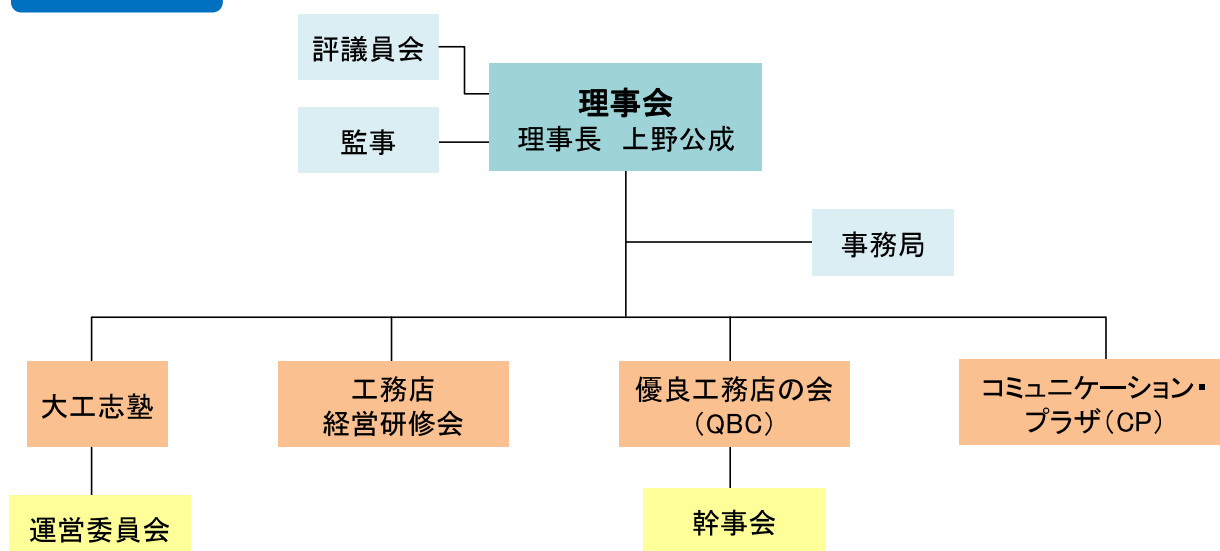 評議員会
理事会
理事長　上野公成
監事
事務局
大工志塾
工務店
経営研修会
優良工務店の会
（QBC）
コミュニケーション・
プラザ（CP）
運営委員会
幹事会